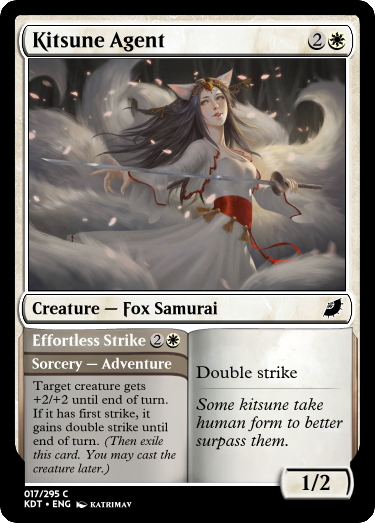 Kitsune Agent 2
Creature — Fox Samurai
Effortless Strike 2
Sorcery — Adventure
Target creature gets
+2/+2 until end of turn.
If it has first strike, it
gains double strike until
end of turn. (Then exile
this card. You may cast the
creature later.)
Double strike
Some kitsune take
human form to better
surpass them.
1/2
017/295 C
KDT • ENG KATRIMAV